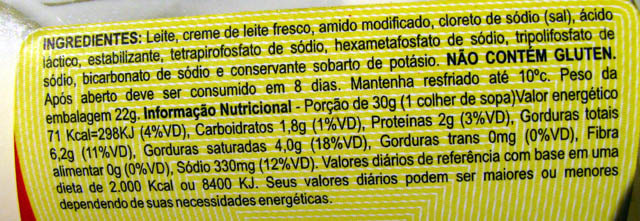 INGREDIENTES: Leite, creme de leite fresco, amido modificado, cloreto de sódio (sal), ácido
láctico, estabilizante, tetrapirofosfato de sódio, hexametafosfato de sódio, tripolifosfato de
sódio, bicarbonato de sódio e conservante sobarto de potásio. NÃO CONTÉM GLUTEN.
Após aberto deve ser consumido em 8 dias. Mantenha resfriado até 10ºc. Peso da
embalagem 22g. Informação Nutricional - Porção de 30g (1 colher de sopa)Valor energético
71 Kcal=298KJ (4%VD), Carboidratos 1,8g (1%VD), Proteínas 2g (3%VD), Gorduras totais
6,2g (11%VD), Gorduras saturadas 4,0g (18%VD), Gorduras trans 0mg (0%VD), Fibra
alimentar 0g (0%VD), Sódio 330mg (12%VD). Valores diários de referência com base em uma
dieta de 2.000 Kcal ou 8400 KJ. Seus valores diários podem ser maiores ou menores
dependendo de suas necessidades energéticas.